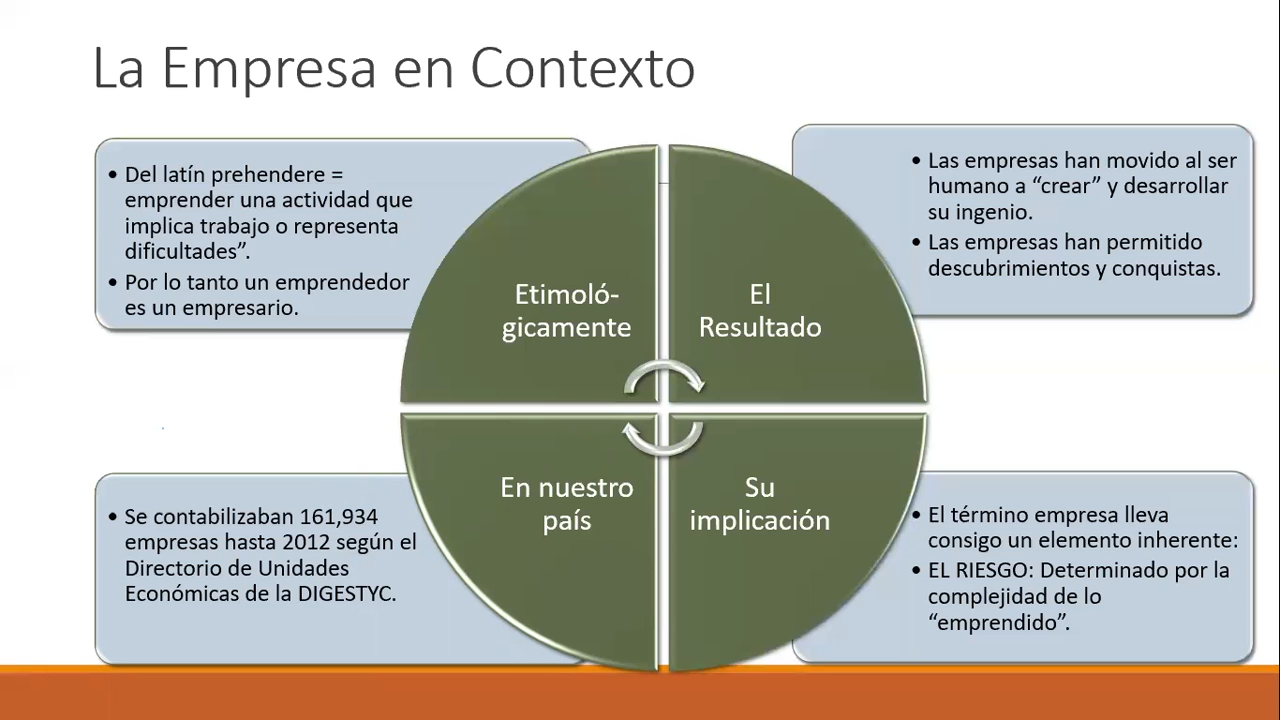 La Empresa en Contexto
• Del latín prehendere =
emprender una actividad que
implica trabajo o representa
dificultades”.
• Por lo tanto un emprendedor
es un empresario.
Etimoló-
gicamente
El
Resultado
• Las empresas han movido al ser
humano a “crear” y desarrollar
su ingenio.
• Las empresas han permitido
descubrimientos y conquistas.
• Se contabilizaban 161,934
empresas hasta 2012 según el
Directorio de Unidades
Económicas de la DIGESTYC.
En nuestro
país
Su
implicación
• El término empresa lleva
consigo un elemento inherente:
• EL RIESGO: Determinado por la
complejidad de lo
“emprendido”.